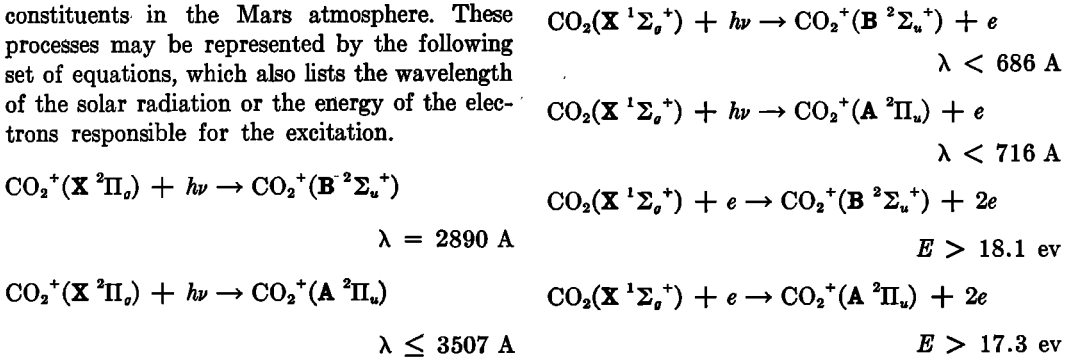 constituents in the Mars atmosphere. These
processes may be represented by the following
set of equations, which also lists the wavelength
of the solar radiation or the energy of the elec-
trons responsible for the excitation.
CO₂⁺(X ²Π_g) + hν → CO₂⁺(B ²Σ_u⁺)
λ = 2890 A
CO₂⁺(X ²Π_g) + hν → CO₂⁺(A ²Π_u)
λ ≤ 3507 A
CO₂(X ¹Σ_g⁺) + hν → CO₂⁺(B ²Σ_u⁺) + e
λ < 686 A
CO₂(X ¹Σ_g⁺) + hν → CO₂⁺(A ²Π_u) + e
λ < 716 A
CO₂(X ¹Σ_g⁺) + e → CO₂⁺(B ²Σ_u⁺) + 2e
E > 18.1 ev
CO₂(X ¹Σ_g⁺) + e → CO₂⁺(A ²Π_u) + 2e
E > 17.3 ev